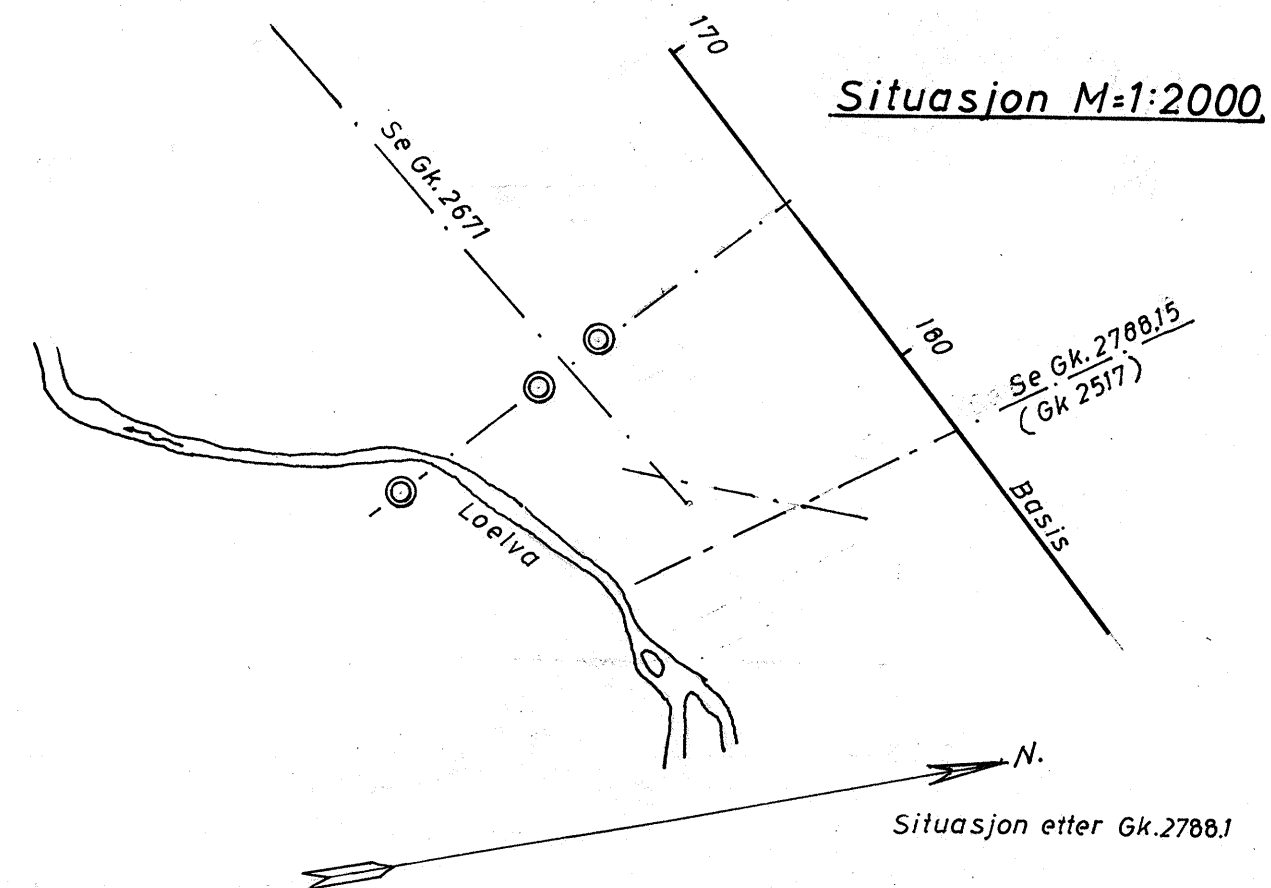 170
Situasjon M=1:2000
Se Gk. 2671
180
Se Gk. 2788.15
(Gk 2517)
Basis
Loelva
N.
Situasjon etter Gk.2788.1